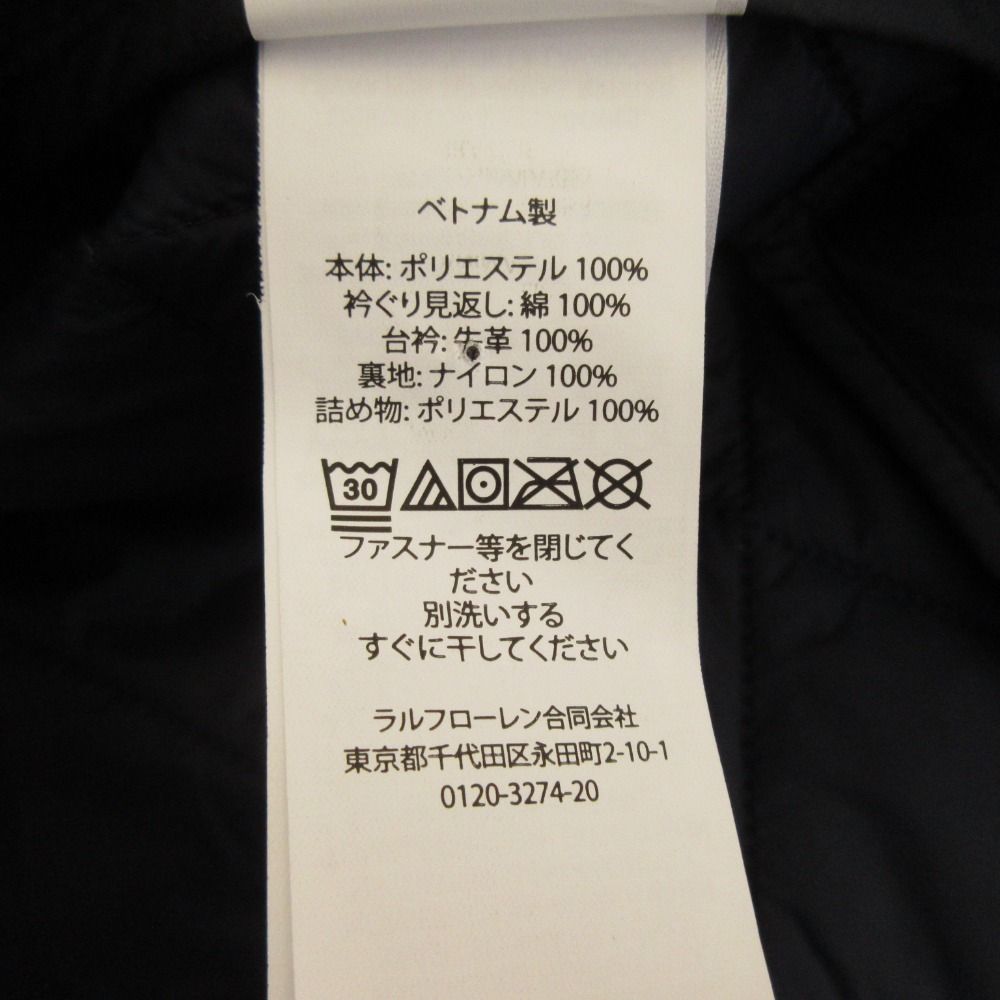 ベトナム製
本体: ポリエステル 100%
衿ぐり見返し: 綿 100%
台衿: 牛革 100%
裏地: ナイロン 100%
詰め物: ポリエステル 100%
30
ファスナー等を閉じてく
ださい
別洗いする
すぐに干してください
ラルフローレン合同会社
東京都千代田区永田町2-10-1
0120-3274-20